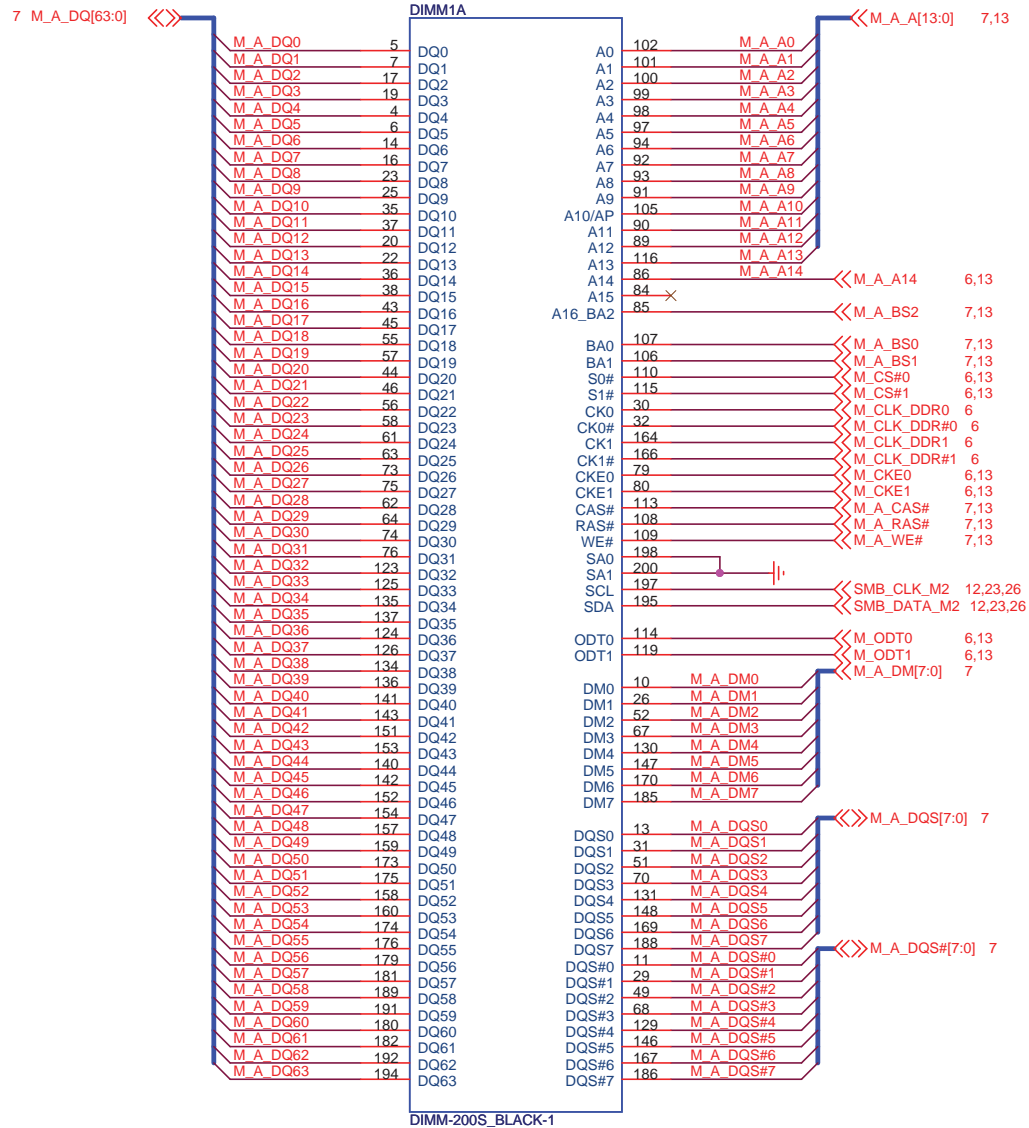 7 M_A_DQ[63:0]
DIMM1A
M_A_DQ0 5 DQ0
M_A_DQ1 7 DQ1
M_A_DQ2 17 DQ2
M_A_DQ3 19 DQ3
M_A_DQ4 4 DQ4
M_A_DQ5 6 DQ5
M_A_DQ6 14 DQ6
M_A_DQ7 16 DQ7
M_A_DQ8 23 DQ8
M_A_DQ9 25 DQ9
M_A_DQ10 35 DQ10
M_A_DQ11 37 DQ11
M_A_DQ12 20 DQ12
M_A_DQ13 22 DQ13
M_A_DQ14 36 DQ14
M_A_DQ15 38 DQ15
M_A_DQ16 43 DQ16
M_A_DQ17 45 DQ17
M_A_DQ18 55 DQ18
M_A_DQ19 57 DQ19
M_A_DQ20 44 DQ20
M_A_DQ21 46 DQ21
M_A_DQ22 56 DQ22
M_A_DQ23 58 DQ23
M_A_DQ24 61 DQ24
M_A_DQ25 63 DQ25
M_A_DQ26 73 DQ26
M_A_DQ27 75 DQ27
M_A_DQ28 62 DQ28
M_A_DQ29 64 DQ29
M_A_DQ30 74 DQ30
M_A_DQ31 76 DQ31
M_A_DQ32 123 DQ32
M_A_DQ33 125 DQ33
M_A_DQ34 135 DQ34
M_A_DQ35 137 DQ35
M_A_DQ36 124 DQ36
M_A_DQ37 126 DQ37
M_A_DQ38 134 DQ38
M_A_DQ39 136 DQ39
M_A_DQ40 141 DQ40
M_A_DQ41 143 DQ41
M_A_DQ42 151 DQ42
M_A_DQ43 153 DQ43
M_A_DQ44 140 DQ44
M_A_DQ45 142 DQ45
M_A_DQ46 152 DQ46
M_A_DQ47 154 DQ47
M_A_DQ48 157 DQ48
M_A_DQ49 159 DQ49
M_A_DQ50 173 DQ50
M_A_DQ51 175 DQ51
M_A_DQ52 158 DQ52
M_A_DQ53 160 DQ53
M_A_DQ54 174 DQ54
M_A_DQ55 176 DQ55
M_A_DQ56 179 DQ56
M_A_DQ57 181 DQ57
M_A_DQ58 189 DQ58
M_A_DQ59 191 DQ59
M_A_DQ60 180 DQ60
M_A_DQ61 182 DQ61
M_A_DQ62 192 DQ62
M_A_DQ63 194 DQ63
M_A_A[13:0] 7,13
A0 102 M_A_A0
A1 101 M_A_A1
A2 100 M_A_A2
A3 99 M_A_A3
A4 98 M_A_A4
A5 97 M_A_A5
A6 94 M_A_A6
A7 92 M_A_A7
A8 93 M_A_A8
A9 91 M_A_A9
A10/AP 105 M_A_A10
A11 90 M_A_A11
A12 89 M_A_A12
A13 116 M_A_A13
A14 86 M_A_A14 M_A_A14 6,13
A15 84
A16_BA2 85 M_A_BS2 7,13
BA0 107 M_A_BS0 7,13
BA1 106 M_A_BS1 7,13
S0# 110 M_CS#0 6,13
S1# 115 M_CS#1 6,13
CK0 30 M_CLK_DDR0 6
CK0# 32 M_CLK_DDR#0 6
CK1 164 M_CLK_DDR1 6
CK1# 166 M_CLK_DDR#1 6
CKE0 79 M_CKE0 6,13
CKE1 80 M_CKE1 6,13
CAS# 113 M_A_CAS# 7,13
RAS# 108 M_A_RAS# 7,13
WE# 109 M_A_WE# 7,13
SA0 198
SA1 200
SCL 197 SMB_CLK_M2 12,23,26
SDA 195 SMB_DATA_M2 12,23,26
ODT0 114 M_ODT0 6,13
ODT1 119 M_ODT1 6,13
M_A_DM[7:0] 7
DM0 10 M_A_DM0
DM1 26 M_A_DM1
DM2 52 M_A_DM2
DM3 67 M_A_DM3
DM4 130 M_A_DM4
DM5 147 M_A_DM5
DM6 170 M_A_DM6
DM7 185 M_A_DM7
M_A_DQS[7:0] 7
DQS0 13 M_A_DQS0
DQS1 31 M_A_DQS1
DQS2 51 M_A_DQS2
DQS3 70 M_A_DQS3
DQS4 131 M_A_DQS4
DQS5 148 M_A_DQS5
DQS6 169 M_A_DQS6
DQS7 188 M_A_DQS7
M_A_DQS#[7:0] 7
DQS#0 11 M_A_DQS#0
DQS#1 29 M_A_DQS#1
DQS#2 49 M_A_DQS#2
DQS#3 68 M_A_DQS#3
DQS#4 129 M_A_DQS#4
DQS#5 146 M_A_DQS#5
DQS#6 167 M_A_DQS#6
DQS#7 186 M_A_DQS#7
DIMM-200S_BLACK-1